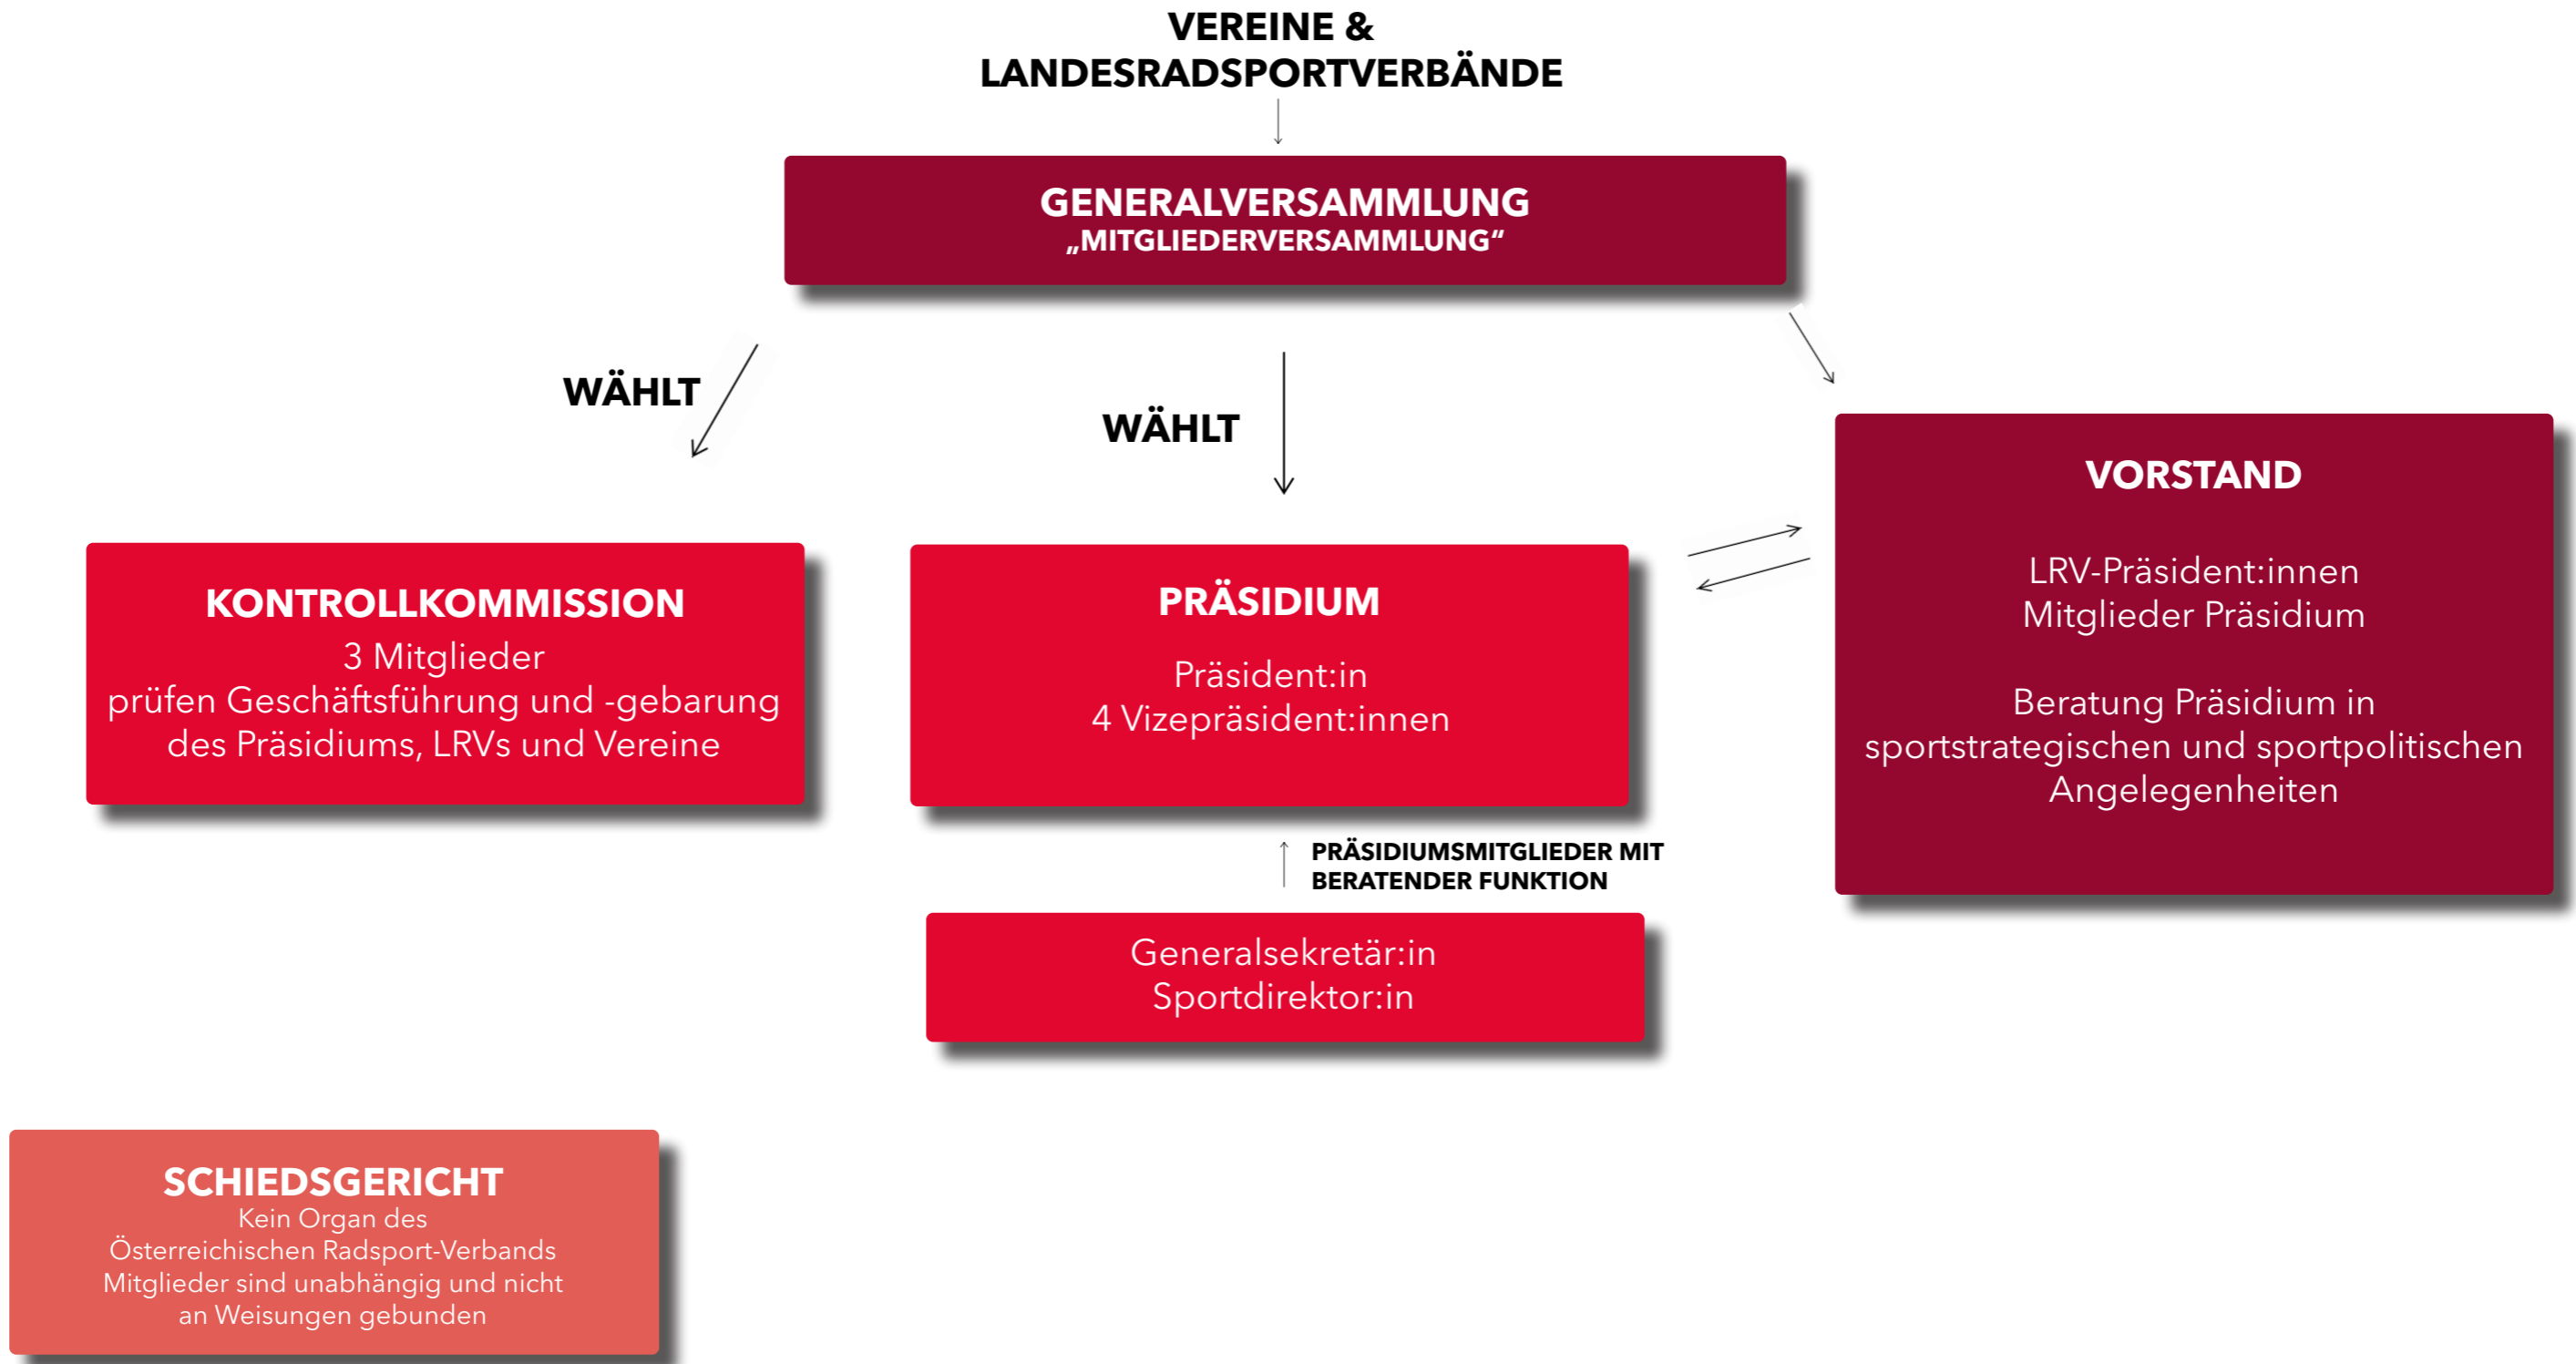 VEREINE &
LANDESRADSPORTVERBÄNDE
GENERALVERSAMMLUNG
„MITGLIEDERVERSAMMLUNG“
WÄHLT
WÄHLT
KONTROLLKOMMISSION
3 Mitglieder
prüfen Geschäftsführung und -gebarung
des Präsidiums, LRVs und Vereine
PRÄSIDIUM
Präsident:in
4 Vizepräsident:innen
VORSTAND
LRV-Präsident:innen
Mitglieder Präsidium
Beratung Präsidium in
sportstrategischen und sportpolitischen
Angelegenheiten
PRÄSIDIUMSMITGLIEDER MIT
BERATENDER FUNKTION
Generalsekretär:in
Sportdirektor:in
SCHIEDSGERICHT
Kein Organ des
Österreichischen Radsport-Verbands
Mitglieder sind unabhängig und nicht
an Weisungen gebunden